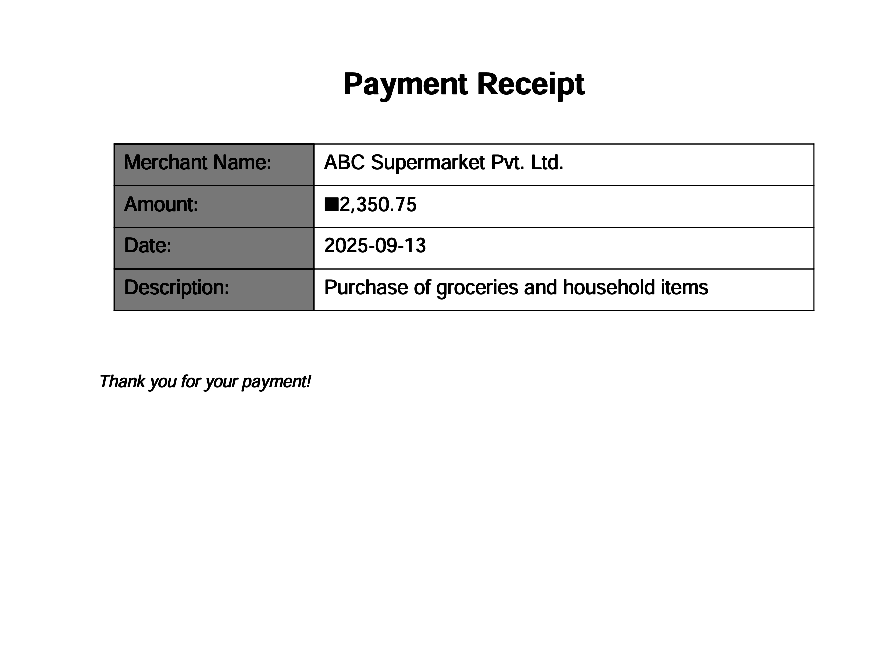 Payment Receipt
Merchant Name: ABC Supermarket Pvt. Ltd.
Amount: ■2,350.75
Date: 2025-09-13
Description: Purchase of groceries and household items
Thank you for your payment!